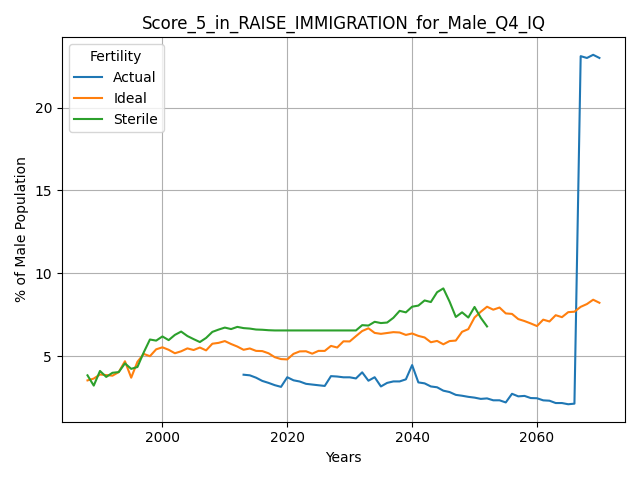 Score_5_in_RAISE_IMMIGRATION_for_Male_Q4_IQ
Fertility
Actual
Ideal
Sterile
% of Male Population
20
15
10
5
2000 2020 2040 2060
Years